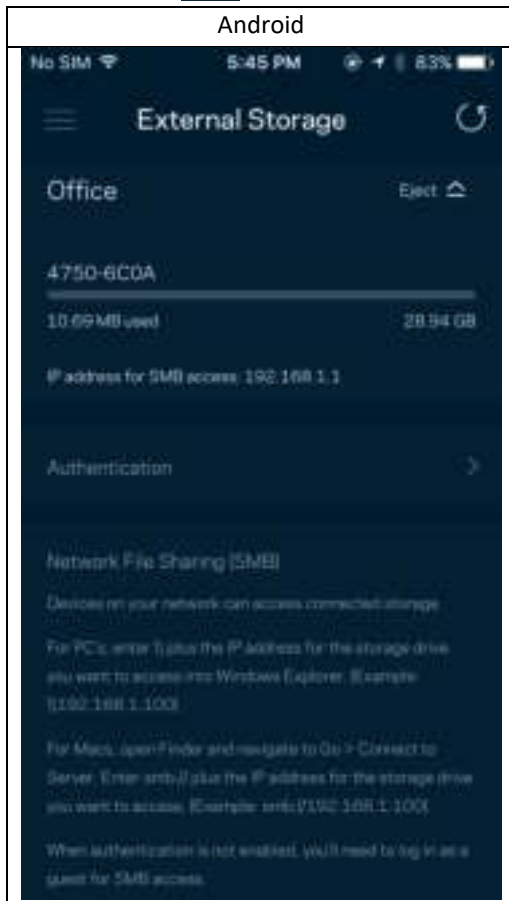 Android
No SIM 5:45 PM 83%
External Storage
Office Eject
4750-6C0A
10.69 MB used 28.94 GB
IP address for SMB access: 192.168.1.1
Authentication
Network File Sharing (SMB)
Devices on your network can access connected storage
For PCs, enter \\ plus the IP address for the storage drive
you want to access into Windows Explorer. (Example:
\\192.168.1.100)
For Macs, open Finder and navigate to Go > Connect to
Server. Enter smb:// plus the IP address for the storage drive
you want to access. (Example: smb://192.168.1.100)
When authentication is not enabled, you'll need to log in as a
guest for SMB access.